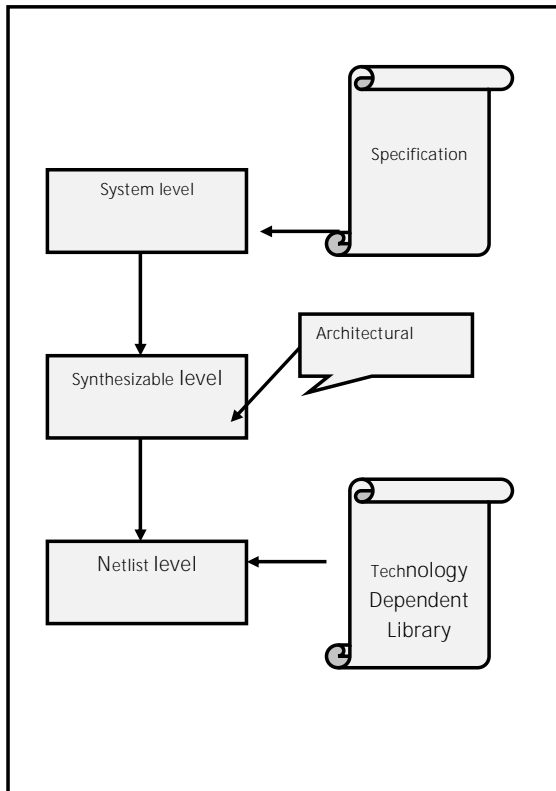 Specification
System level
Architectural
Synthesizable level
Netlist level
Technology
Dependent
Library